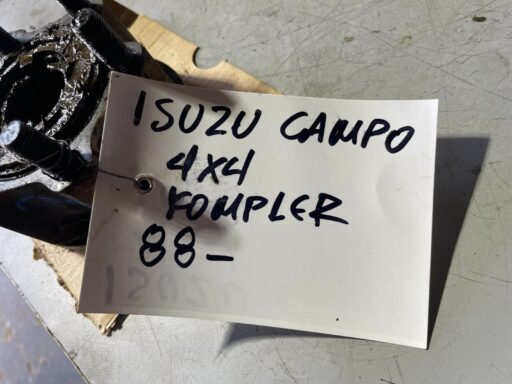 ISUZU CAMPO
4X4
KOMPLER
88-